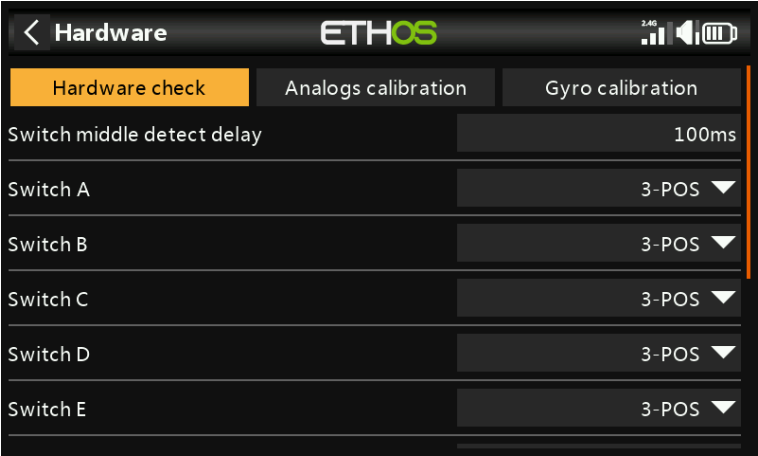 Hardware
ETHOS
2.4G
Hardware check
Analogs calibration
Gyro calibration
Switch middle detect delay
100ms
Switch A
3-POS
Switch B
3-POS
Switch C
3-POS
Switch D
3-POS
Switch E
3-POS